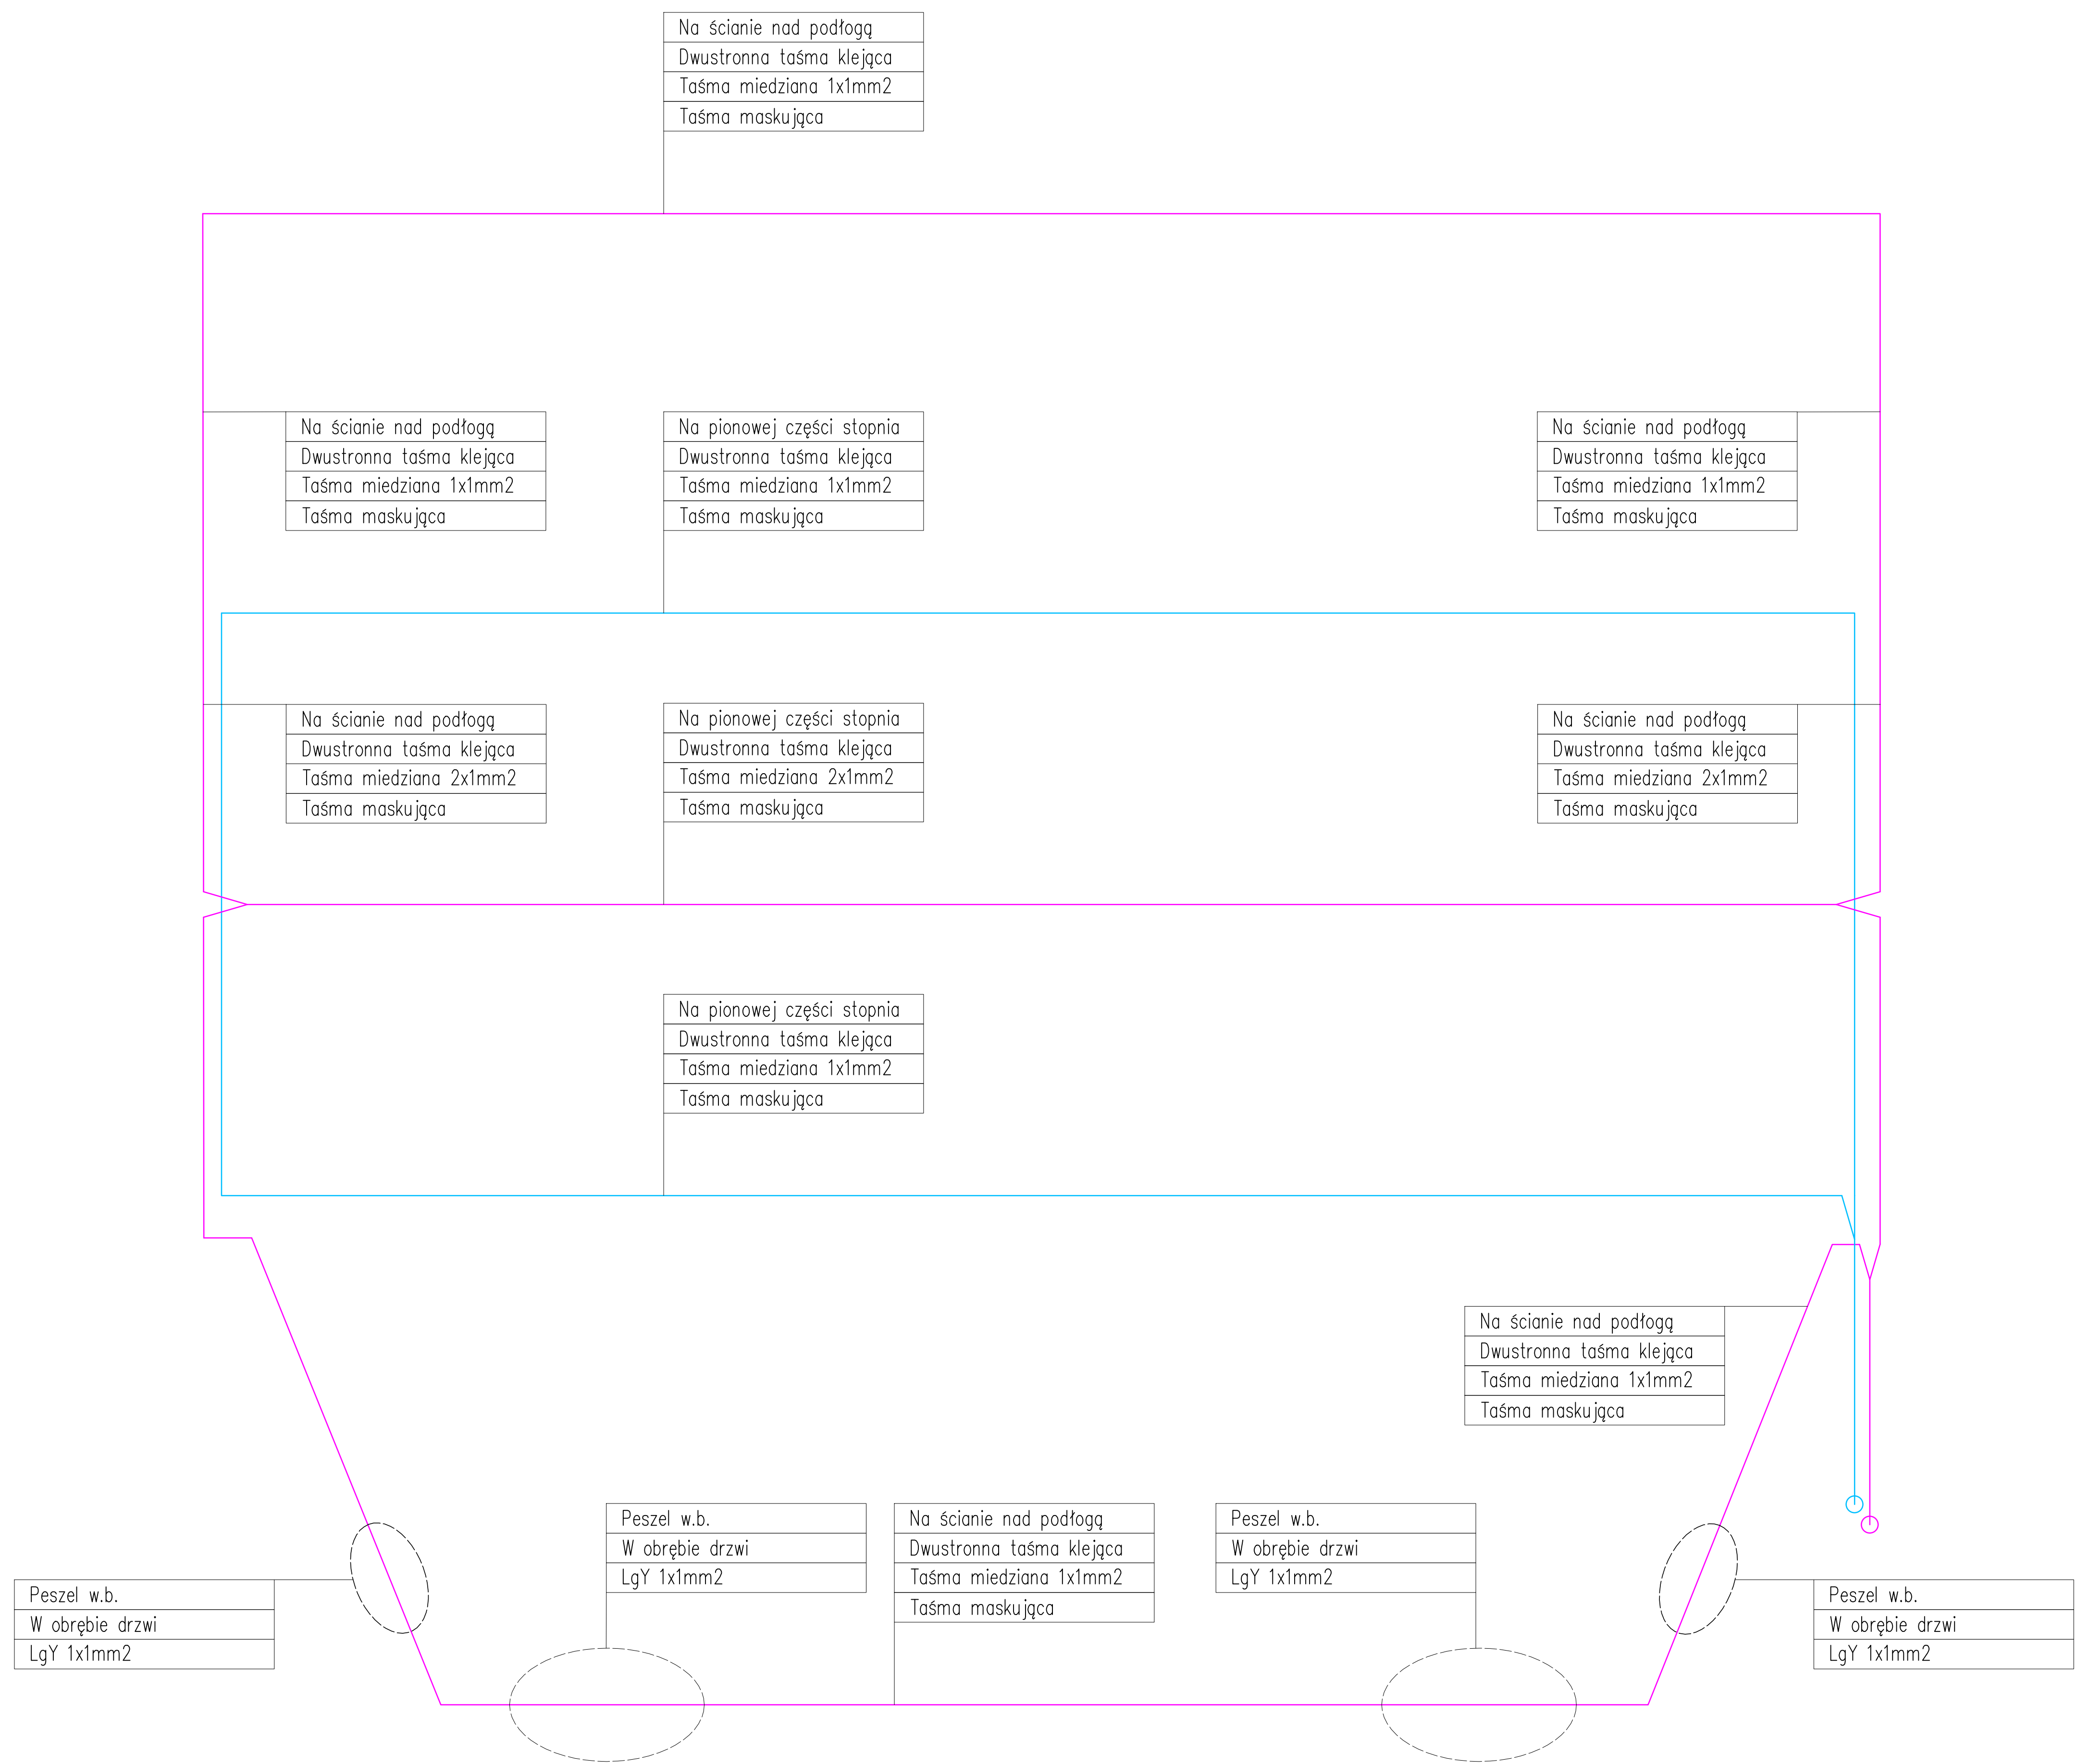 Na ścianie nad podłogą
Dwustronna taśma klejąca
Taśma miedziana 1x1mm2
Taśma maskująca
Na ścianie nad podłogą
Dwustronna taśma klejąca
Taśma miedziana 1x1mm2
Taśma maskująca
Na pionowej części stopnia
Dwustronna taśma klejąca
Taśma miedziana 1x1mm2
Taśma maskująca
Na ścianie nad podłogą
Dwustronna taśma klejąca
Taśma miedziana 1x1mm2
Taśma maskująca
Na ścianie nad podłogą
Dwustronna taśma klejąca
Taśma miedziana 2x1mm2
Taśma maskująca
Na pionowej części stopnia
Dwustronna taśma klejąca
Taśma miedziana 2x1mm2
Taśma maskująca
Na ścianie nad podłogą
Dwustronna taśma klejąca
Taśma miedziana 2x1mm2
Taśma maskująca
Na pionowej części stopnia
Dwustronna taśma klejąca
Taśma miedziana 1x1mm2
Taśma maskująca
Na ścianie nad podłogą
Dwustronna taśma klejąca
Taśma miedziana 1x1mm2
Taśma maskująca
Peszel w.b.
W obrębie drzwi
LgY 1x1mm2
Peszel w.b.
W obrębie drzwi
LgY 1x1mm2
Na ścianie nad podłogą
Dwustronna taśma klejąca
Taśma miedziana 1x1mm2
Taśma maskująca
Peszel w.b.
W obrębie drzwi
LgY 1x1mm2
Peszel w.b.
W obrębie drzwi
LgY 1x1mm2